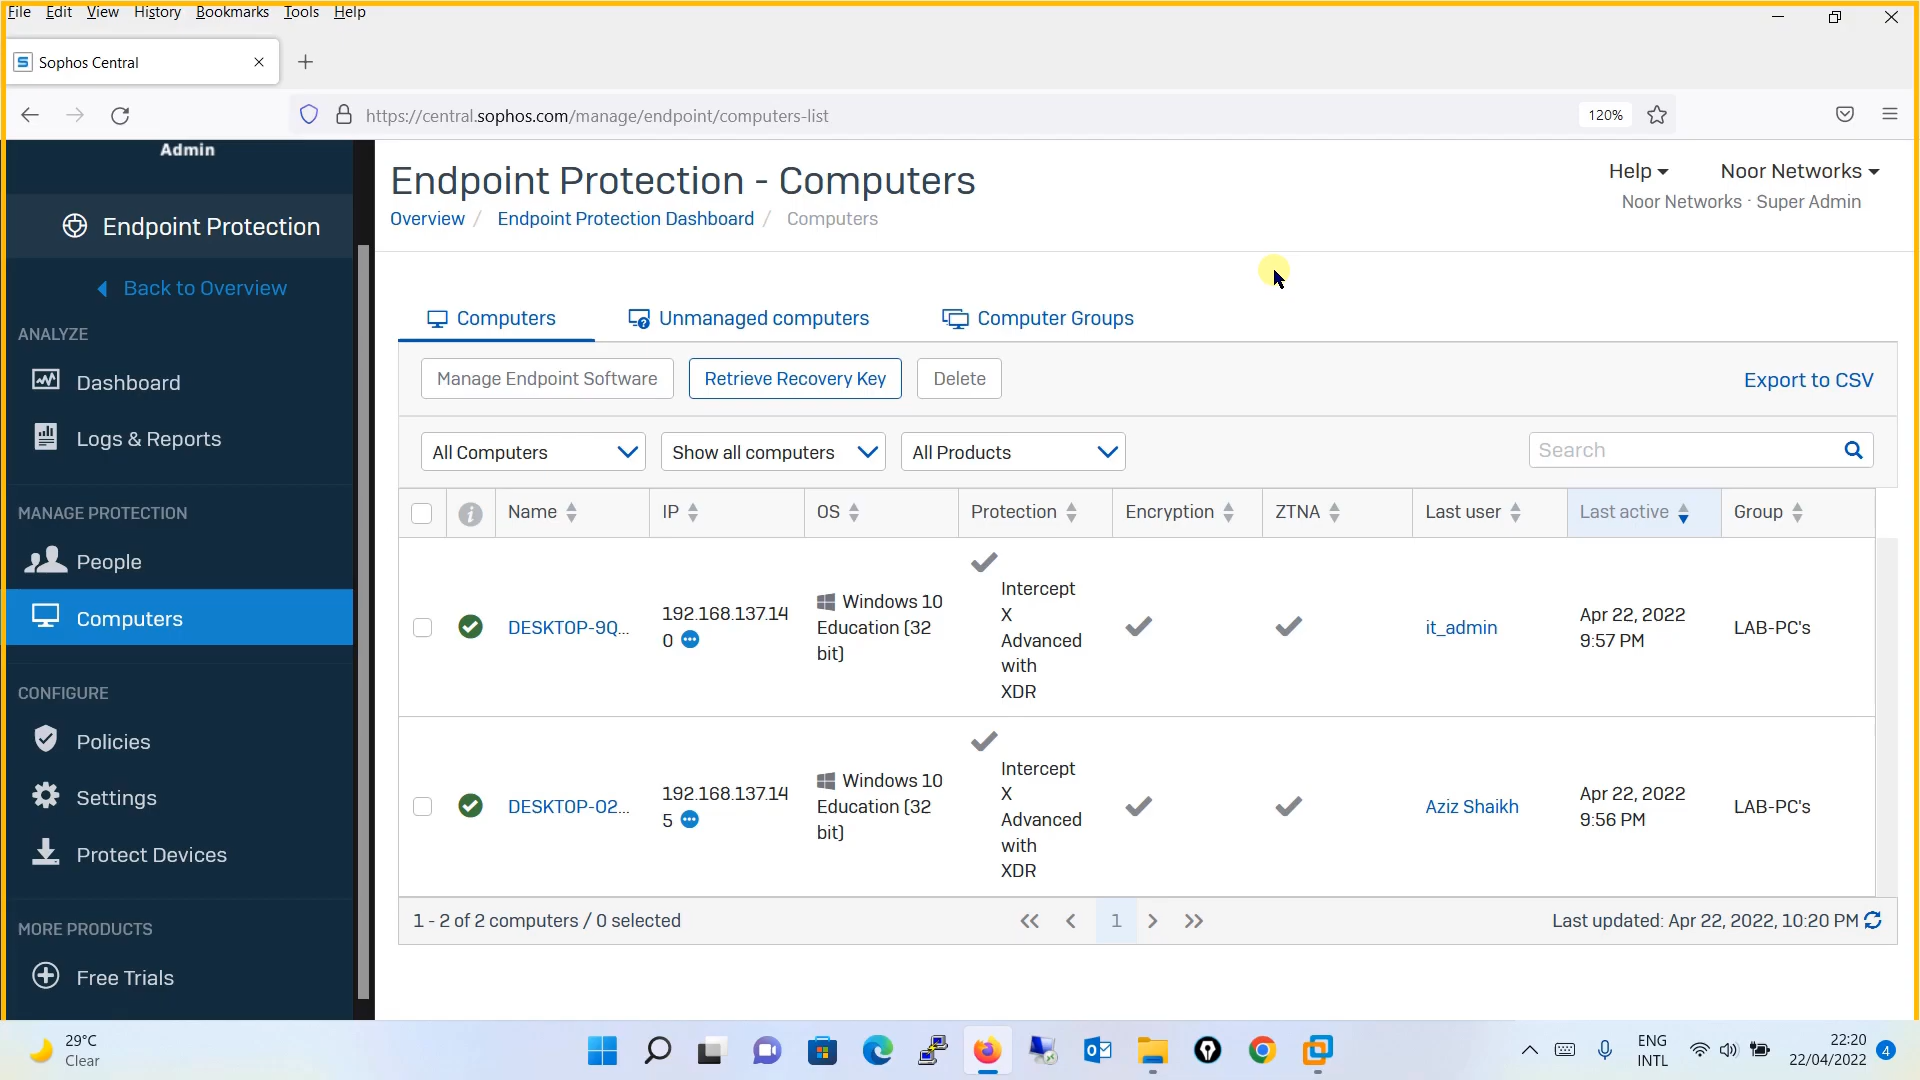 File Edit View History Bookmarks Tools Help
Sophos Central
https://central.sophos.com/manage/endpoint/computers-list
120%
Admin
Endpoint Protection
Back to Overview
ANALYZE
Dashboard
Logs & Reports
MANAGE PROTECTION
People
Computers
CONFIGURE
Policies
Settings
Protect Devices
MORE PRODUCTS
Free Trials
Endpoint Protection - Computers
Overview / Endpoint Protection Dashboard / Computers
Help
Noor Networks
Noor Networks · Super Admin
Computers
Unmanaged computers
Computer Groups
Manage Endpoint Software
Retrieve Recovery Key
Delete
Export to CSV
All Computers
Show all computers
All Products
Search
Name IP OS Protection Encryption ZTNA Last user Last active Group
DESKTOP-9Q...
192.168.137.14
0
Windows 10
Education (32
bit)
Intercept
X
Advanced
with
XDR
it_admin
Apr 22, 2022
9:57 PM
LAB-PC's
DESKTOP-02...
192.168.137.14
5
Windows 10
Education (32
bit)
Intercept
X
Advanced
with
XDR
Aziz Shaikh
Apr 22, 2022
9:56 PM
LAB-PC's
1 - 2 of 2 computers / 0 selected
1
Last updated: Apr 22, 2022, 10:20 PM
29°C
Clear
ENG
INTL
22:20
22/04/2022
4